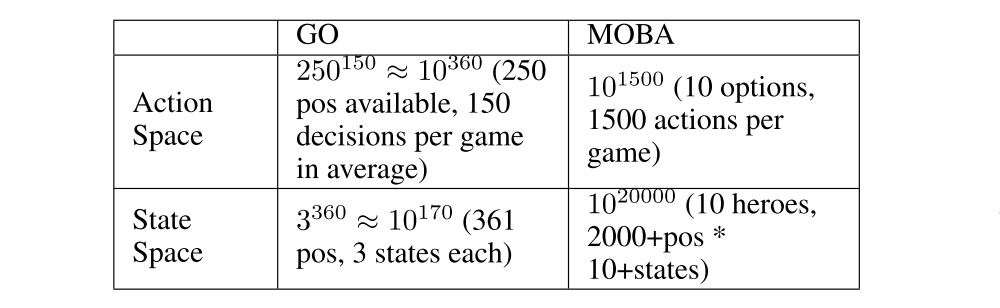 GO
MOBA
Action
Space
250^150 ≈ 10^360 (250
pos available, 150
decisions per game
in average)
10^1500 (10 options,
1500 actions per
game)
State
Space
3^360 ≈ 10^170 (361
pos, 3 states each)
10^20000 (10 heroes,
2000+pos *
10+states)